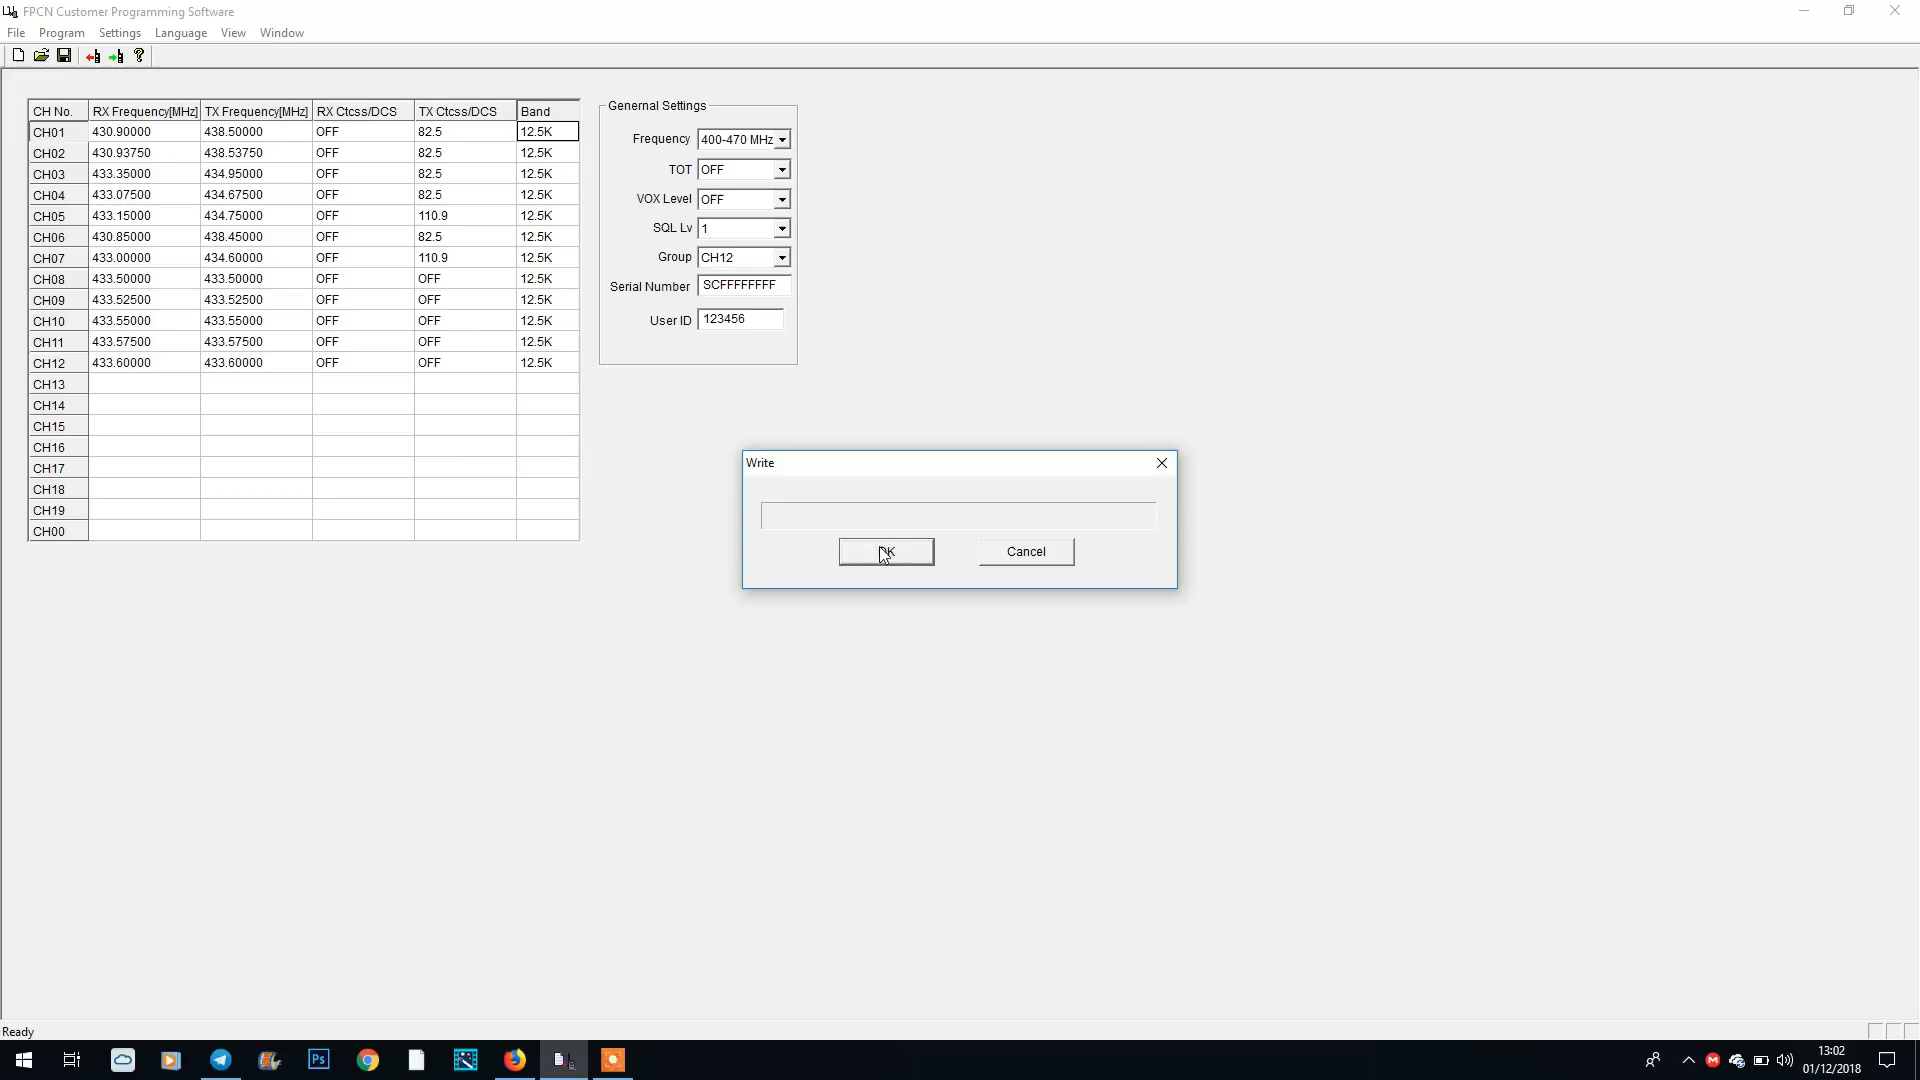 FPCN Customer Programming Software
File Program Settings Language View Window
CH No. RX Frequency[MHz] TX Frequency[MHz] RX Ctcss/DCS TX Ctcss/DCS Band
CH01 430.90000 438.50000 OFF 82.5 12.5K
CH02 430.93750 438.53750 OFF 82.5 12.5K
CH03 433.35000 434.95000 OFF 82.5 12.5K
CH04 433.07500 434.67500 OFF 82.5 12.5K
CH05 433.15000 434.75000 OFF 110.9 12.5K
CH06 430.85000 438.45000 OFF 82.5 12.5K
CH07 433.00000 434.60000 OFF 110.9 12.5K
CH08 433.50000 433.50000 OFF OFF 12.5K
CH09 433.52500 433.52500 OFF OFF 12.5K
CH10 433.55000 433.55000 OFF OFF 12.5K
CH11 433.57500 433.57500 OFF OFF 12.5K
CH12 433.60000 433.60000 OFF OFF 12.5K
CH13
CH14
CH15
CH16
CH17
CH18
CH19
CH00
Genernal Settings
Frequency 400-470 MHz
TOT OFF
VOX Level OFF
SQL Lv 1
Group CH12
Serial Number SCFFFFFFFF
User ID 123456
Write
OK Cancel
Ready
Ps
M
13:02
01/12/2018